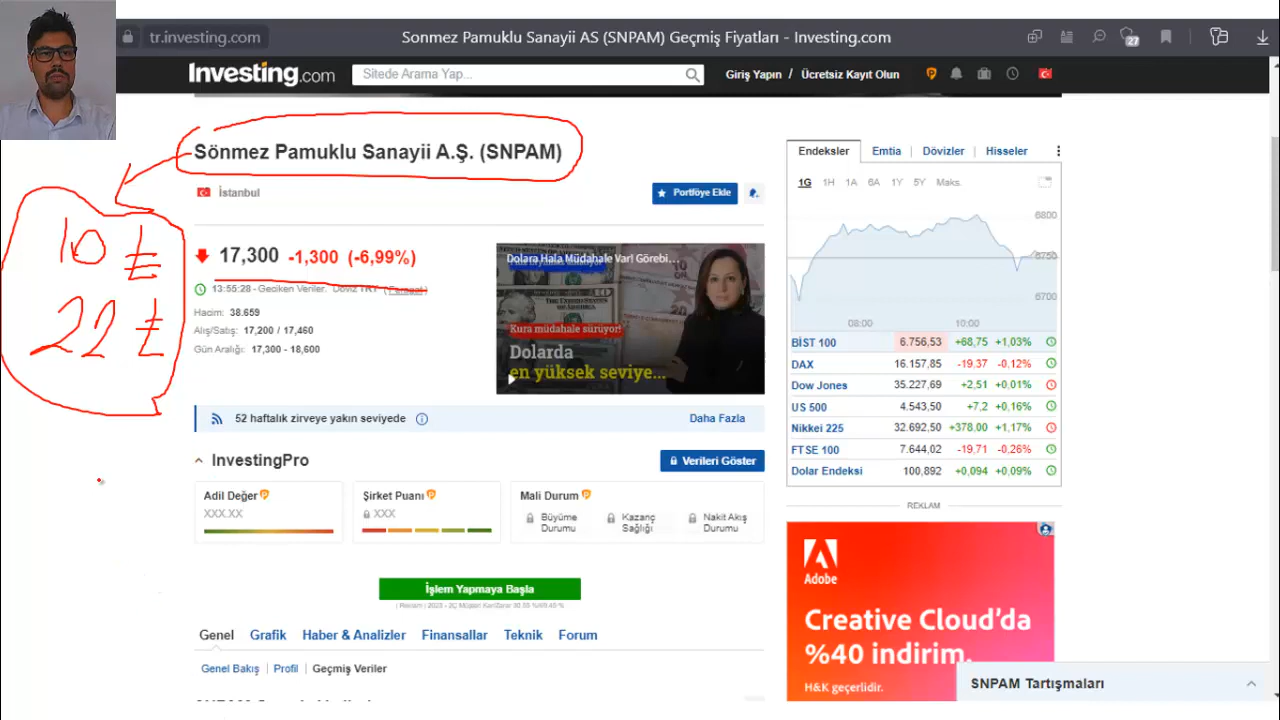 tr.investing.com
Sonmez Pamuklu Sanayii AS (SNPAM) Geçmiş Fiyatları - Investing.com
27
Investing.com
Sitede Arama Yap...
Giriş Yapın / Ücretsiz Kayıt Olun
Sönmez Pamuklu Sanayii A.Ş. (SNPAM)
İstanbul
Portföye Ekle
10 ₺
22 ₺
17,300 -1,300 (-6,99%)
13:55:28 - Geciken Veriler. Döviz TRY
Hacim: 38.659
Alış/Satış: 17,200 / 17,460
Gün Aralığı: 17,300 - 18,600
Dolara Hala Müdahale Var! Görebi...
Kura müdahale sürüyor!
Dolarda
en yüksek seviye...
52 haftalık zirveye yakın seviyede
Daha Fazla
InvestingPro
Verileri Göster
Adil Değer
XXX.XX
Şirket Puanı
XXX
Mali Durum
Büyüme Durumu
Kazanç Sağlığı
Nakit Akış Durumu
İşlem Yapmaya Başla
Genel Grafik Haber & Analizler Finansallar Teknik Forum
Genel Bakış Profil Geçmiş Veriler
Endeksler Emtia Dövizler Hisseler
1G 1H 1A 6A 1Y 5Y Maks.
6800
6750
6700
08:00 10:00
BİST 100 6.756,53 +68,75 +1,03%
DAX 16.157,85 -19,37 -0,12%
Dow Jones 35.227,69 +2,51 +0,01%
US 500 4.543,50 +7,2 +0,16%
Nikkei 225 32.692,50 +378.00 +1,17%
FTSE 100 7.644,02 -19,71 -0,26%
Dolar Endeksi 100,892 +0,094 +0,09%
REKLAM
Adobe
Creative Cloud'da
%40 indirim.
H&K geçerlidir.
SNPAM Tartışmaları